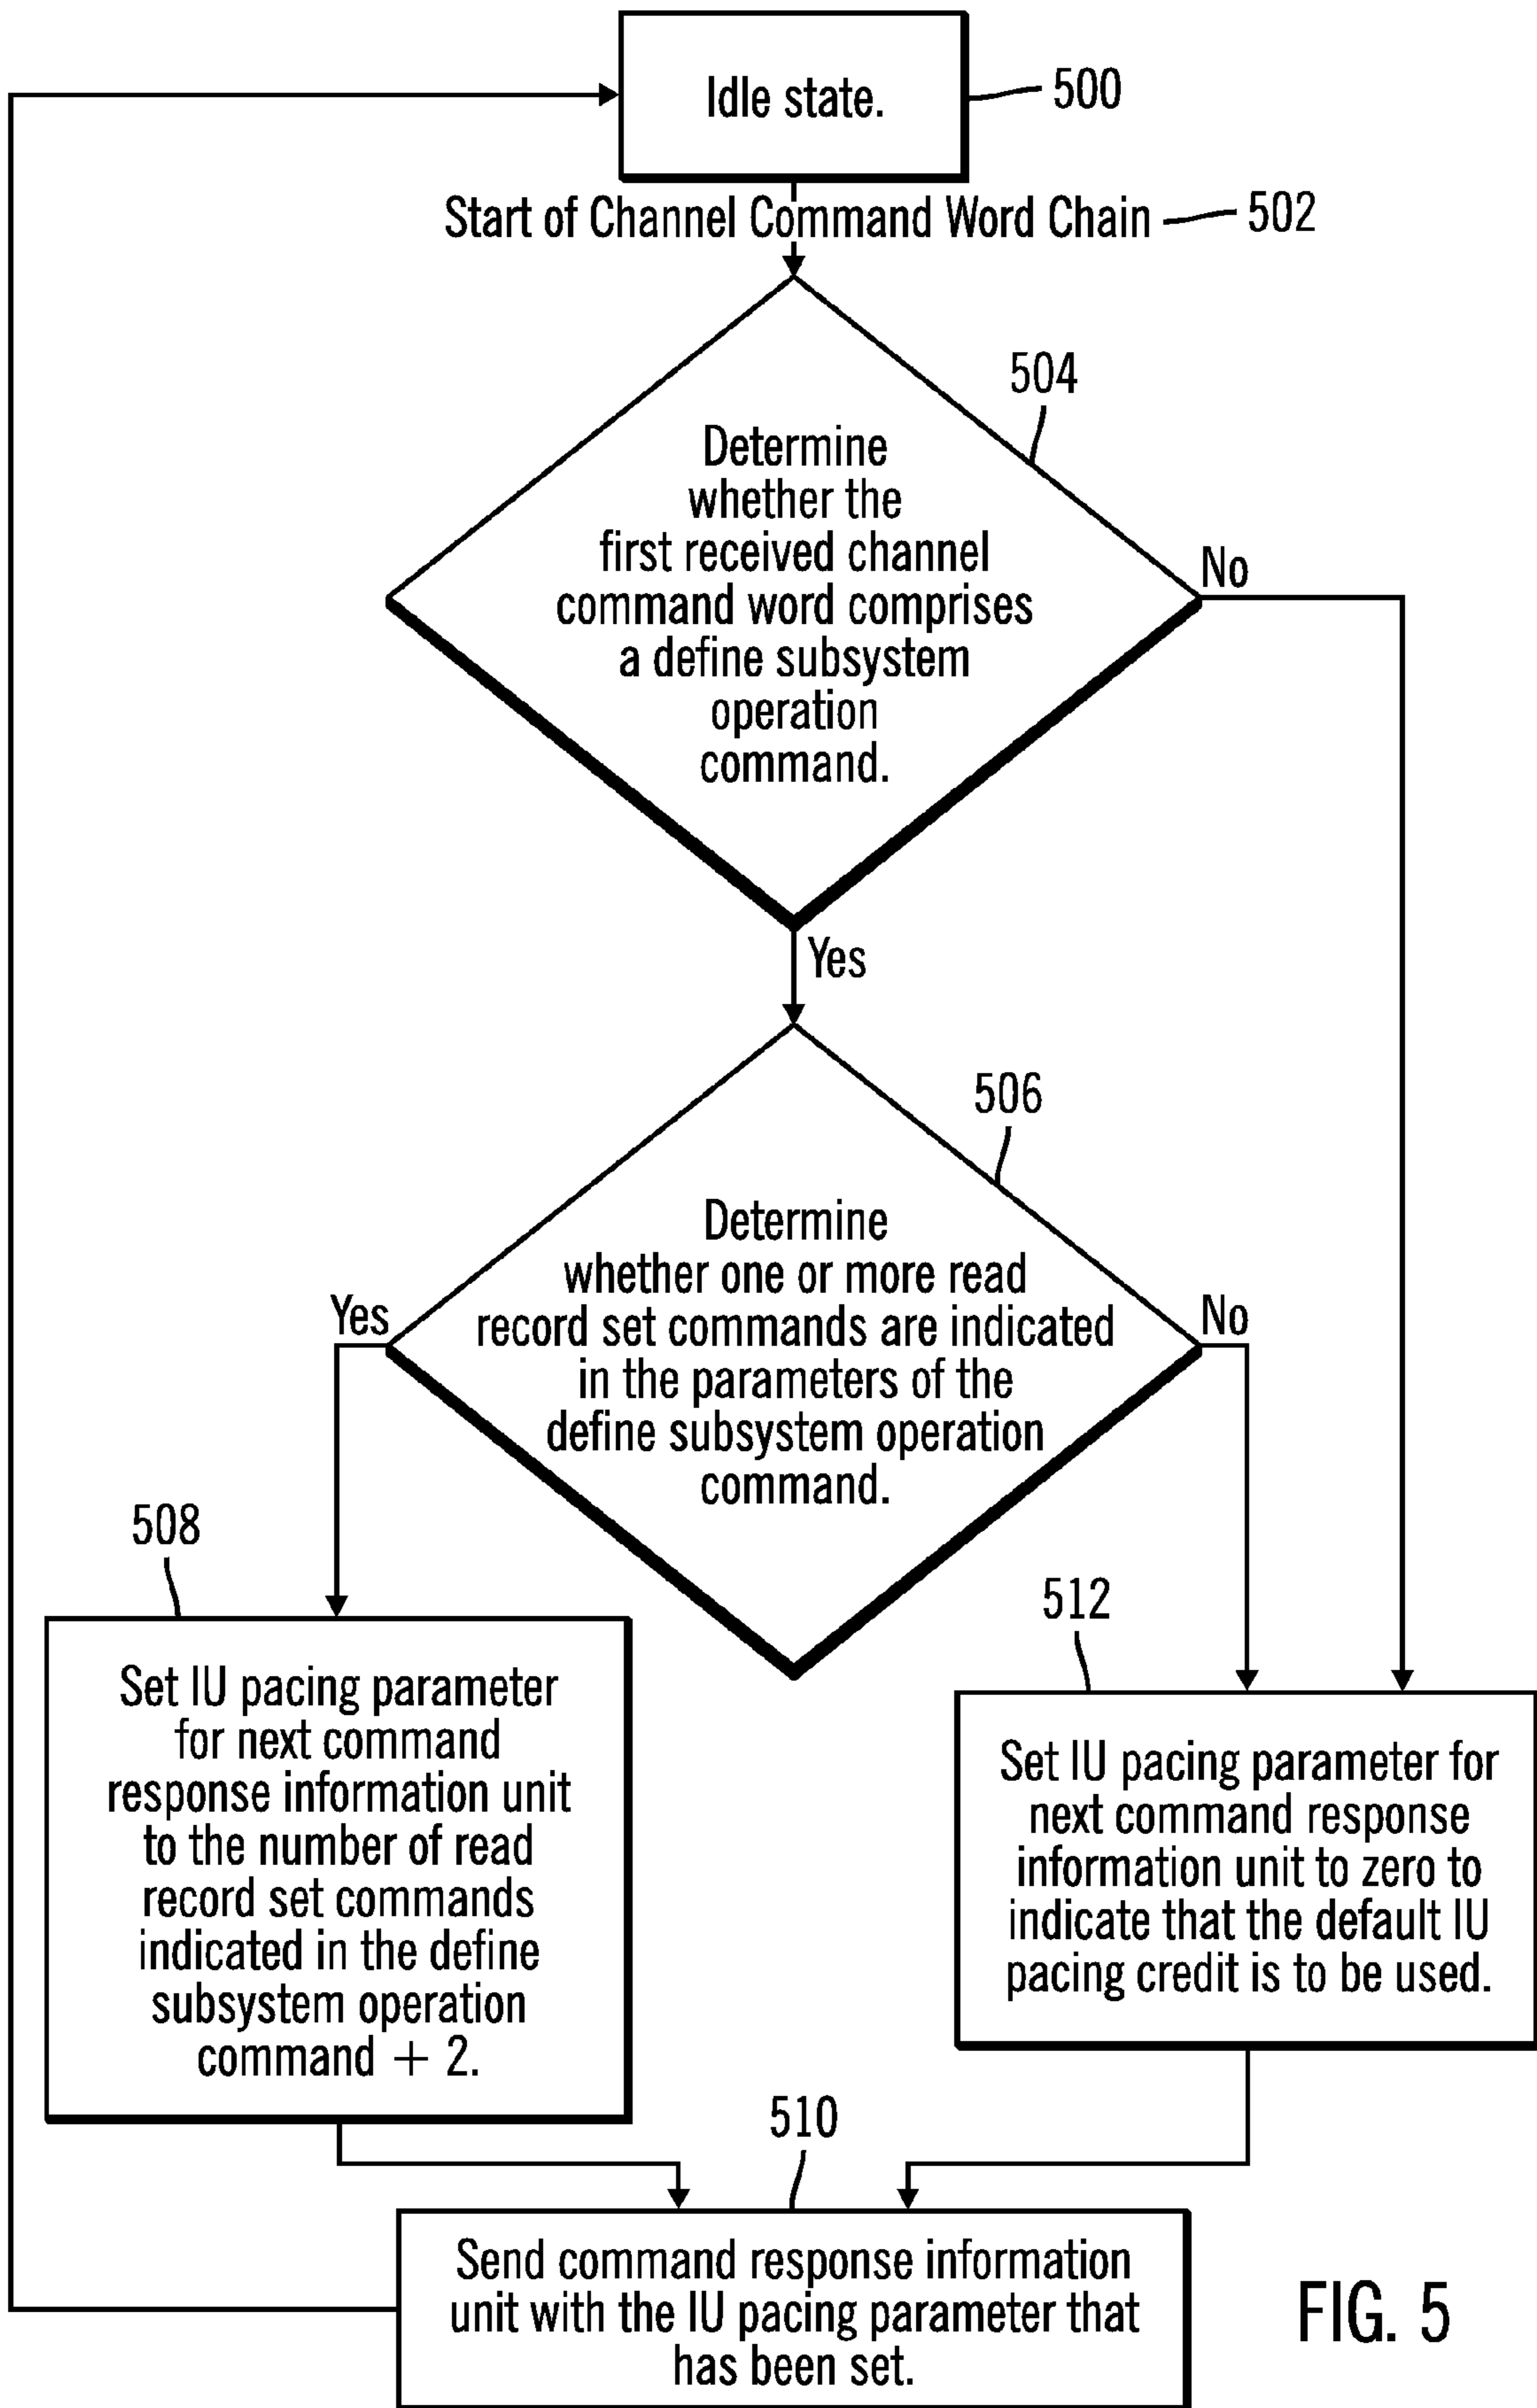 Idle state.
500
Start of Channel Command Word Chain
502
504
Determine
whether the
first received channel
command word comprises
a define subsystem
operation
command.
No
Yes
506
Determine
whether one or more read
record set commands are indicated
in the parameters of the
define subsystem operation
command.
Yes
No
508
Set IU pacing parameter
for next command
response information unit
to the number of read
record set commands
indicated in the define
subsystem operation
command + 2.
512
Set IU pacing parameter for
next command response
information unit to zero to
indicate that the default IU
pacing credit is to be used.
510
Send command response information
unit with the IU pacing parameter that
has been set.
FIG. 5